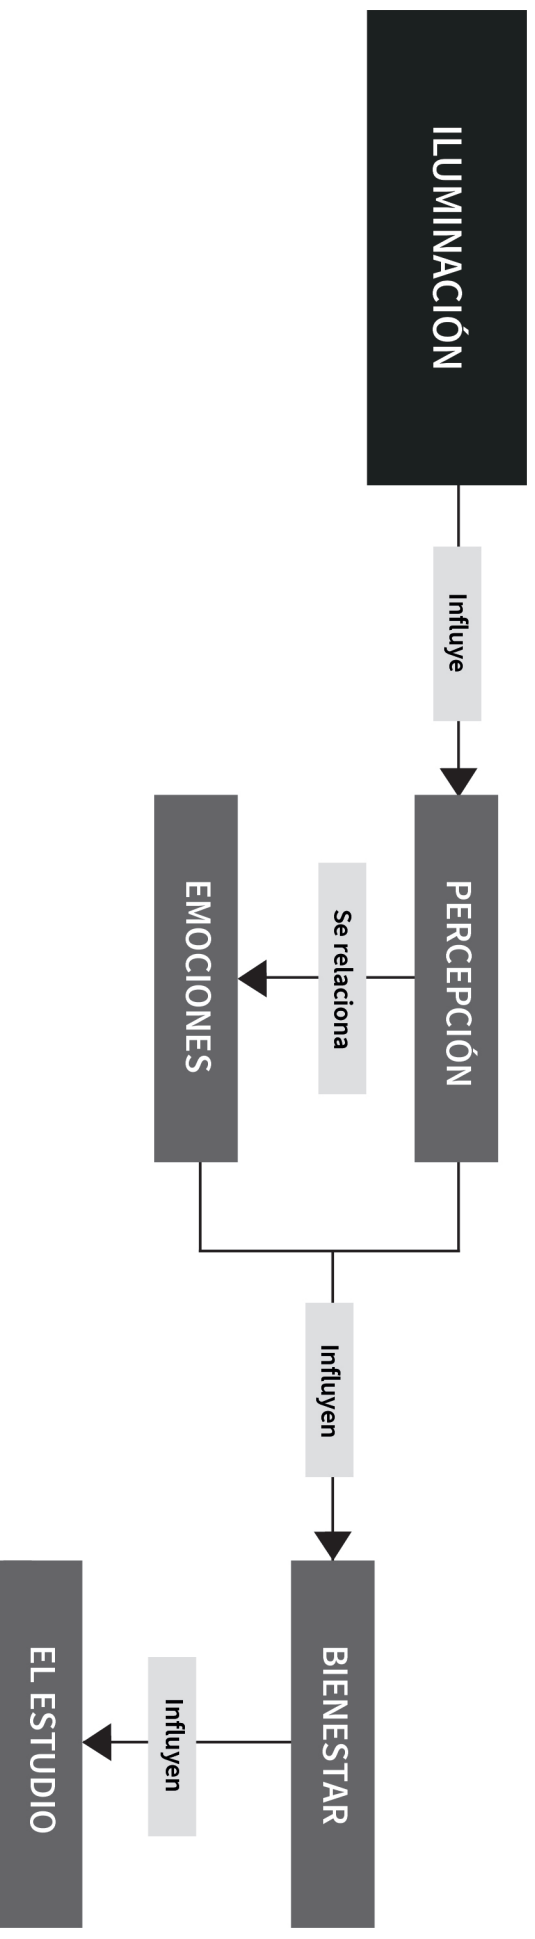 ILUMINACIÓN
Influye
PERCEPCIÓN
Se relaciona
EMOCIONES
Influyen
BIENESTAR
Influyen
EL ESTUDIO